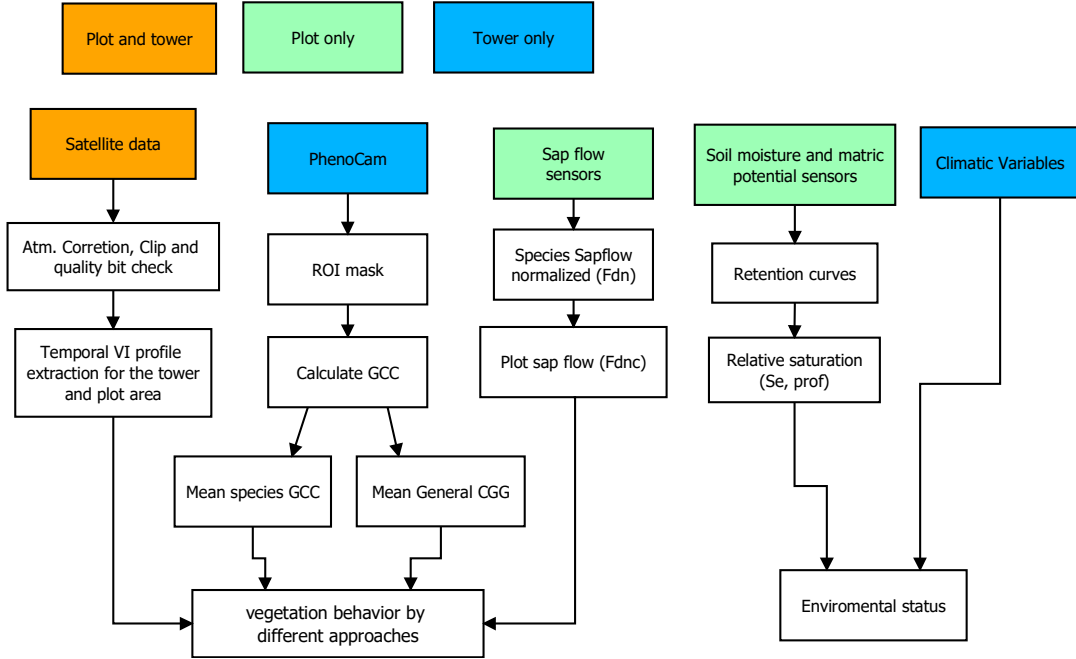 Plot and tower
Plot only
Tower only
Satellite data
PhenoCam
Sap flow
sensors
Soil moisture and matric
potential sensors
Climatic Variables
Atm. Corretion, Clip and
quality bit check
ROI mask
Species Sapflow
normalized (Fdn)
Retention curves
Temporal VI profile
extraction for the tower
and plot area
Calculate GCC
Plot sap flow (Fdnc)
Relative saturation
(Se, prof)
Mean species GCC
Mean General CGG
vegetation behavior by
different approaches
Enviromental status